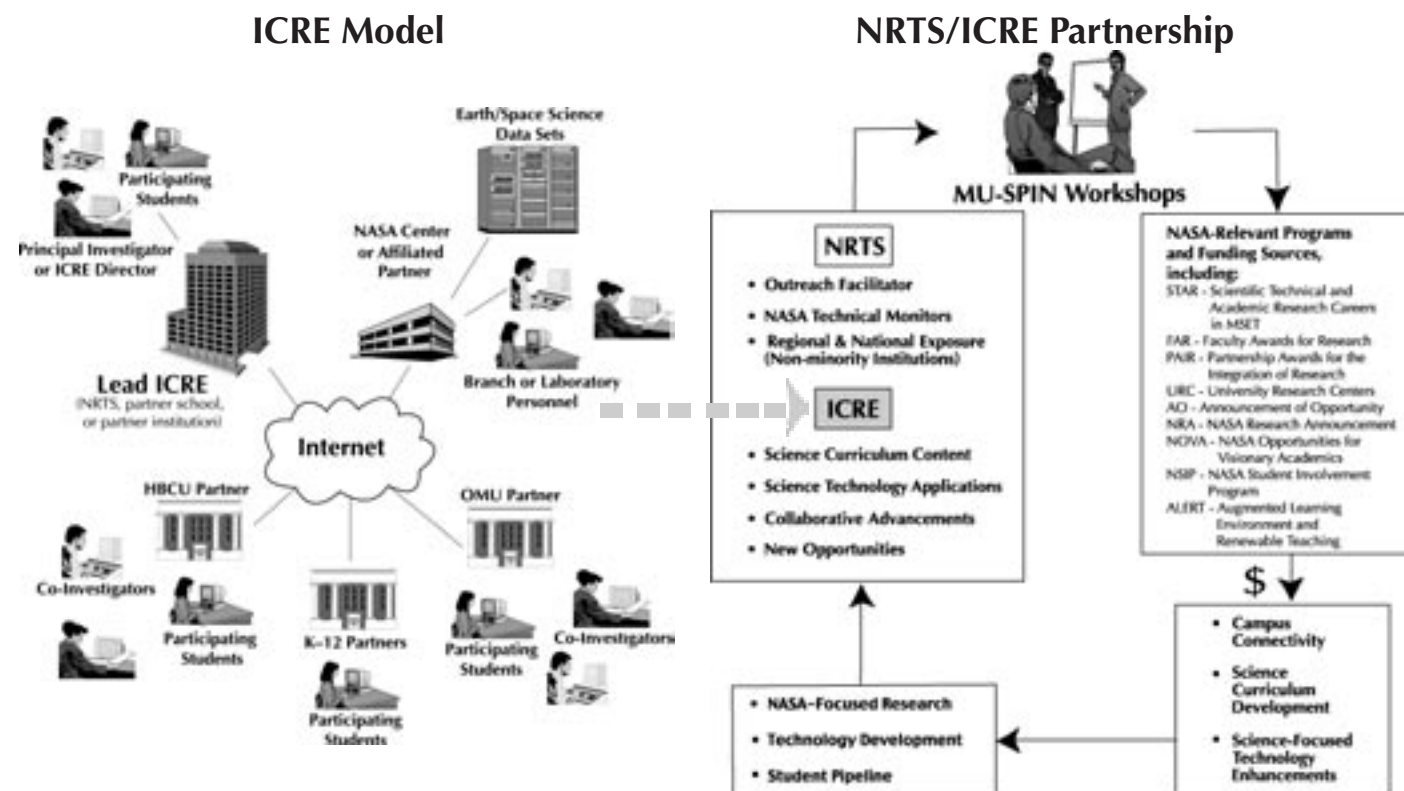 ICRE Model
Earth/Space Science
Data Sets
Participating
Students
Principal Investigator
or ICRE Director
NASA Center
or Affiliated
Partner
Lead ICRE
(NRTS, partner school,
or partner institution)
Branch or Laboratory
Personnel
Internet
HBCU Partner
OMU Partner
Co-Investigators
Participating
Students
K–12 Partners
Participating
Students
Co-Investigators
Participating
Students
NRTS/ICRE Partnership
MU-SPIN Workshops
NRTS
• Outreach Facilitator
• NASA Technical Monitors
• Regional & National Exposure
(Non-minority Institutions)
ICRE
• Science Curriculum Content
• Science Technology Applications
• Collaborative Advancements
• New Opportunities
NASA-Relevant Programs
and Funding Sources,
including:
STAR - Scientific Technical and
Academic Research Careers
in MSET
FAR - Faculty Awards for Research
PAIR - Partnership Awards for the
Integration of Research
URC - University Research Centers
AO - Announcement of Opportunity
NRA - NASA Research Announcement
NOVA - NASA Opportunities for
Visionary Academics
NSIP - NASA Student Involvement
Program
ALERT - Augmented Learning
Environment and
Renewable Teaching
$
• Campus
Connectivity
• Science
Curriculum
Development
• Science-Focused
Technology
Enhancements
• NASA–Focused Research
• Technology Development
• Student Pipeline